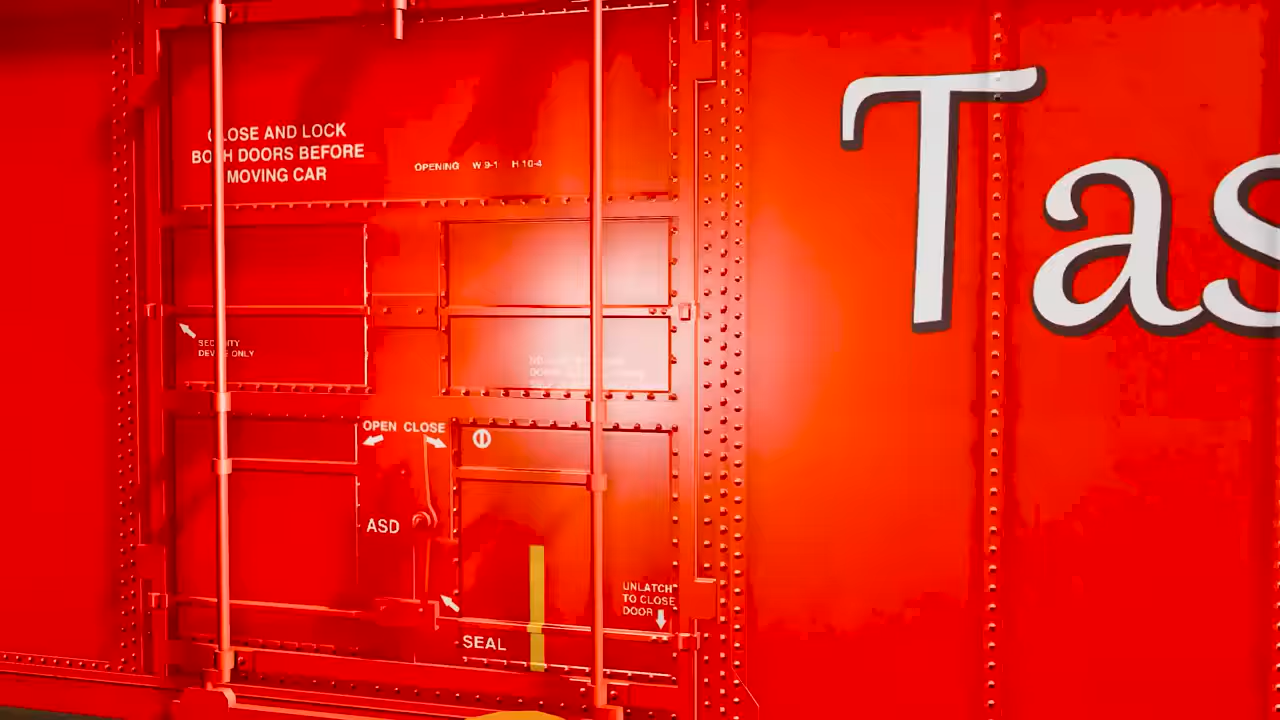 CLOSE AND LOCK
BOTH DOORS BEFORE
MOVING CAR
OPENING W 9-1 H 10-4
Tas
SECURITY
DEVICE ONLY
OPEN CLOSE
ASD
UNLATCH
TO CLOSE
DOOR
SEAL